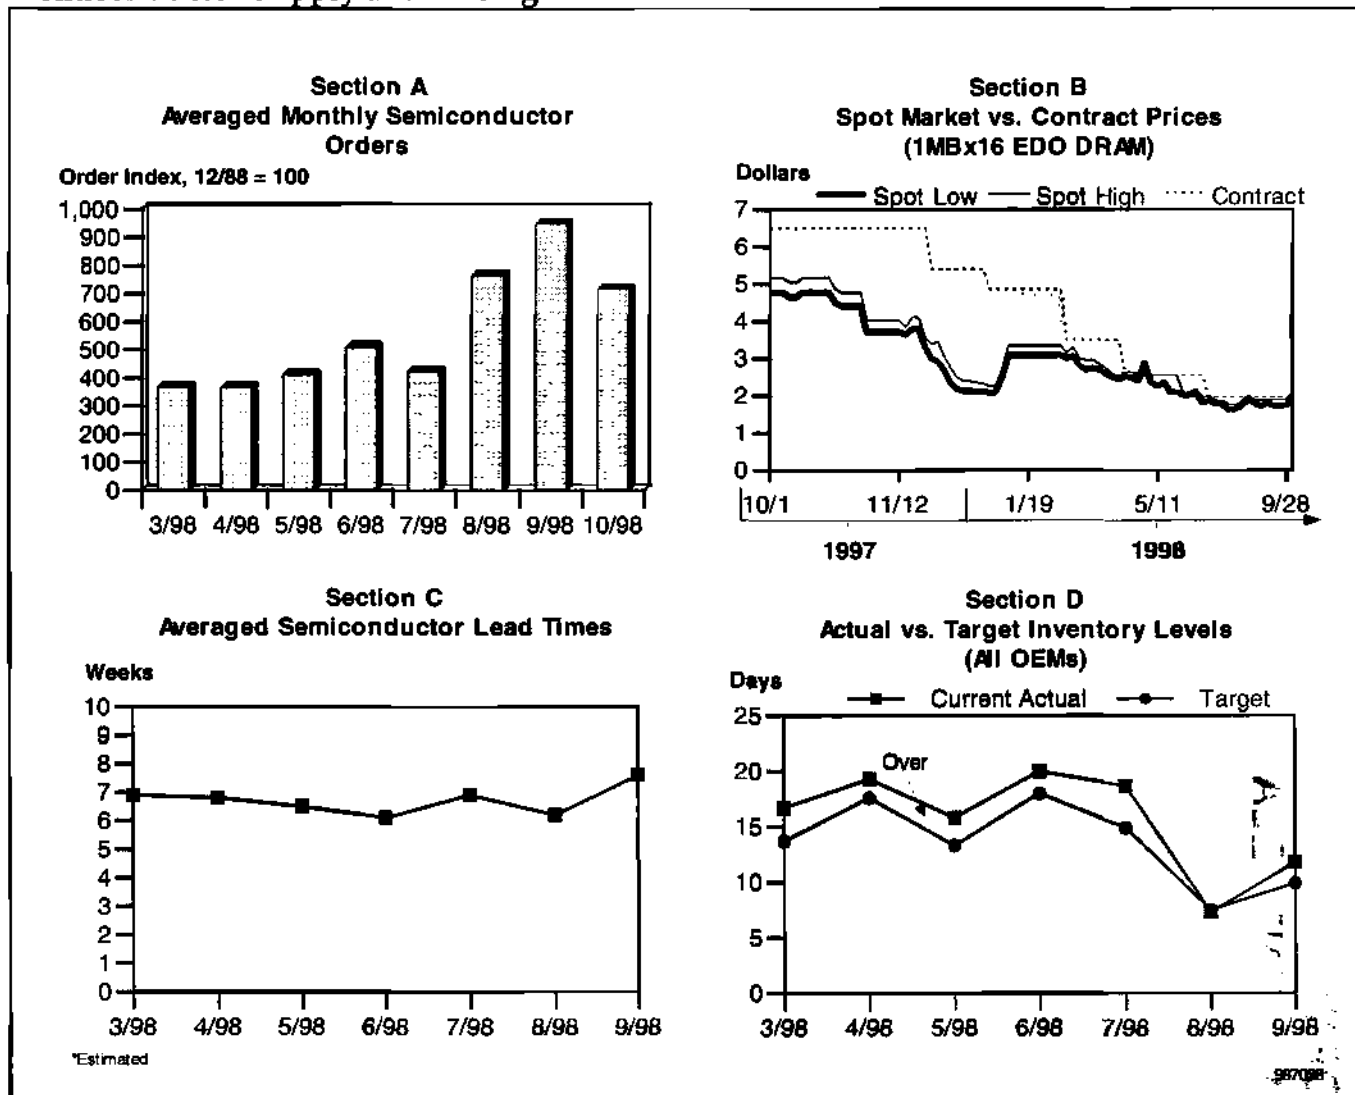 Section A
Averaged Monthly Semiconductor
Orders
Order Index, 12/88 = 100
1,000
900
800
700
600
500
400
300
200
100
0
3/98 4/98 5/98 6/98 7/98 8/98 9/98 10/98
Section B
Spot Market vs. Contract Prices
(1MBx16 EDO DRAM)
Dollars
Spot Low Spot High Contract
7
6
5
4
3
2
1
0
10/1 11/12 1/19 5/11 9/28
1997 1998
Section C
Averaged Semiconductor Lead Times
Weeks
10
9
8
7
6
5
4
3
2
1
0
3/98 4/98 5/98 6/98 7/98 8/98 9/98
*Estimated
Section D
Actual vs. Target Inventory Levels
(All OEMs)
Days
Current Actual Target
25
20
15
10
5
0
Over
3/98 4/98 5/98 6/98 7/98 8/98 9/98